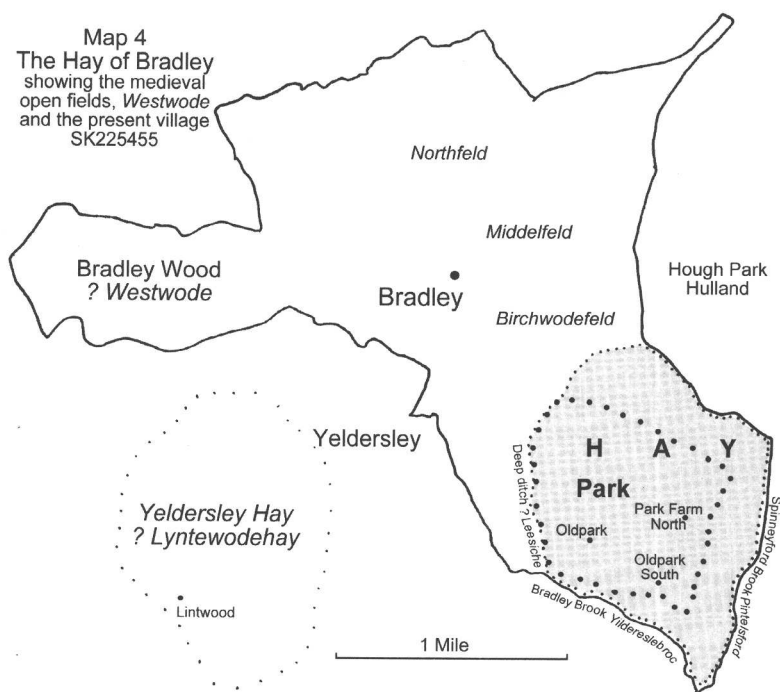 Map 4
The Hay of Bradley
showing the medieval
open fields, Westwode
and the present village
SK225455
Northfeld
Middelfeld
Bradley Wood
? Westwode
Bradley
Hough Park
Hulland
Birchwodefeld
Yeldersley
H A Y
Park
Deep ditch ? Leesiche
Park Farm
North
Oldpark
Oldpark
South
Spinneyford Brook Pintelsford
Yeldersley Hay
? Lyntewodehay
Lintwood
Bradley Brook Yildereslebroc
1 Mile